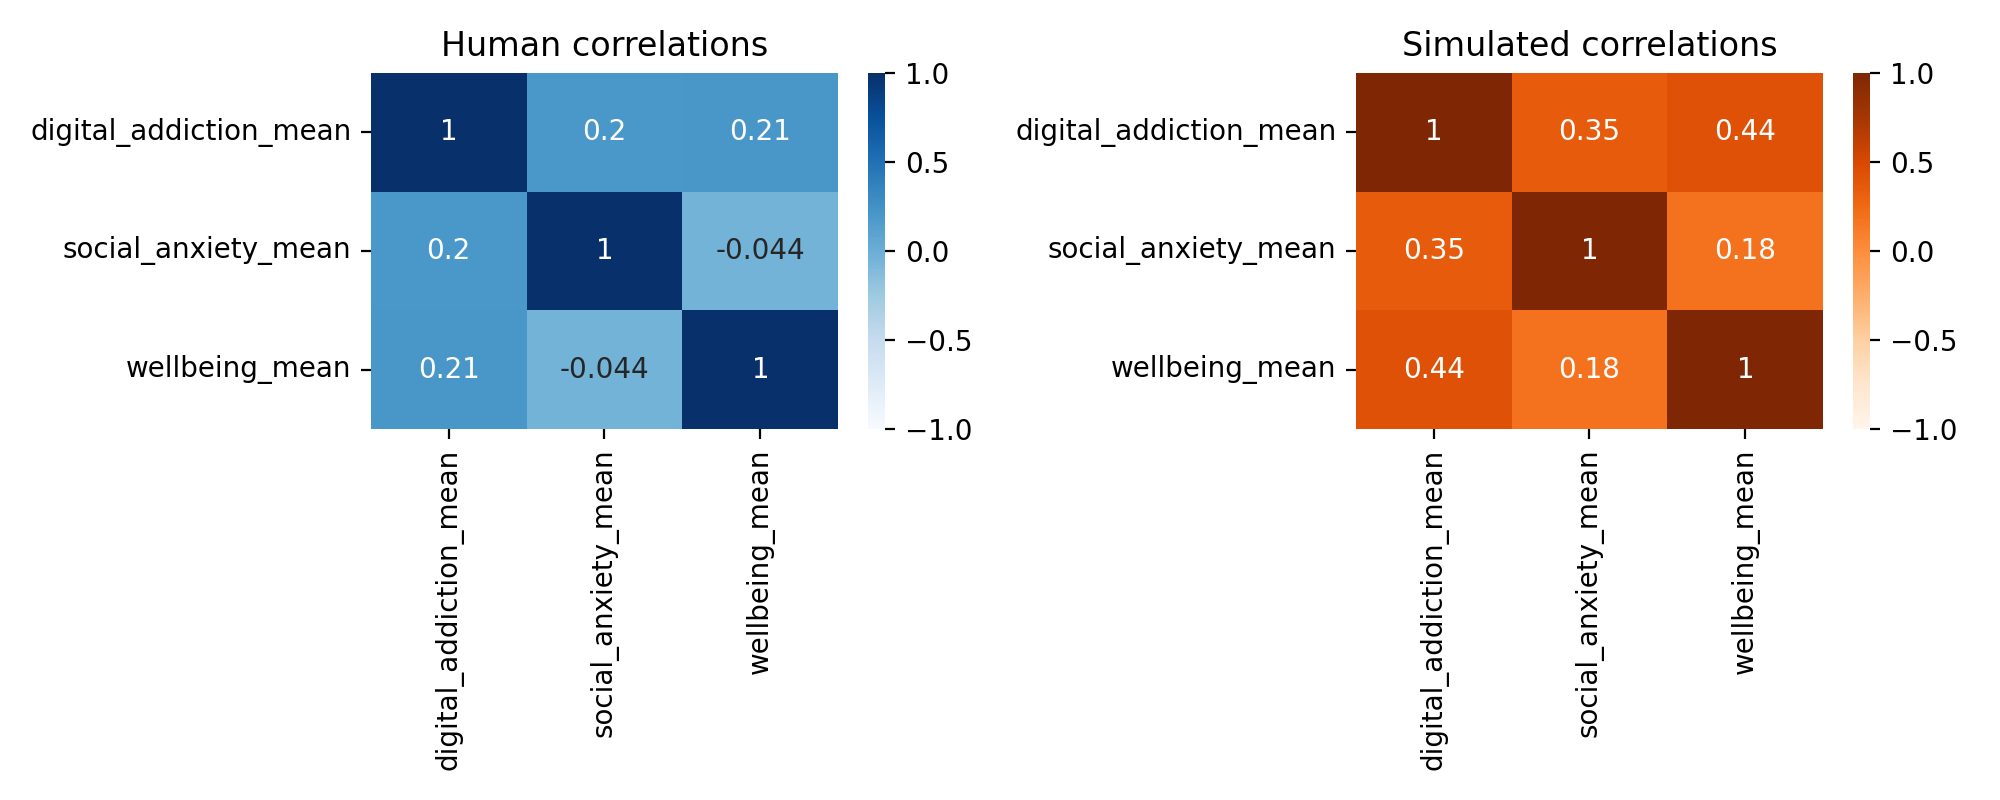 Human correlations
digital_addiction_mean 1 0.2 0.21
social_anxiety_mean 0.2 1 -0.044
wellbeing_mean 0.21 -0.044 1
digital_addiction_mean
social_anxiety_mean
wellbeing_mean
1.0
0.5
0.0
−0.5
−1.0
Simulated correlations
digital_addiction_mean 1 0.35 0.44
social_anxiety_mean 0.35 1 0.18
wellbeing_mean 0.44 0.18 1
digital_addiction_mean
social_anxiety_mean
wellbeing_mean
1.0
0.5
0.0
−0.5
−1.0